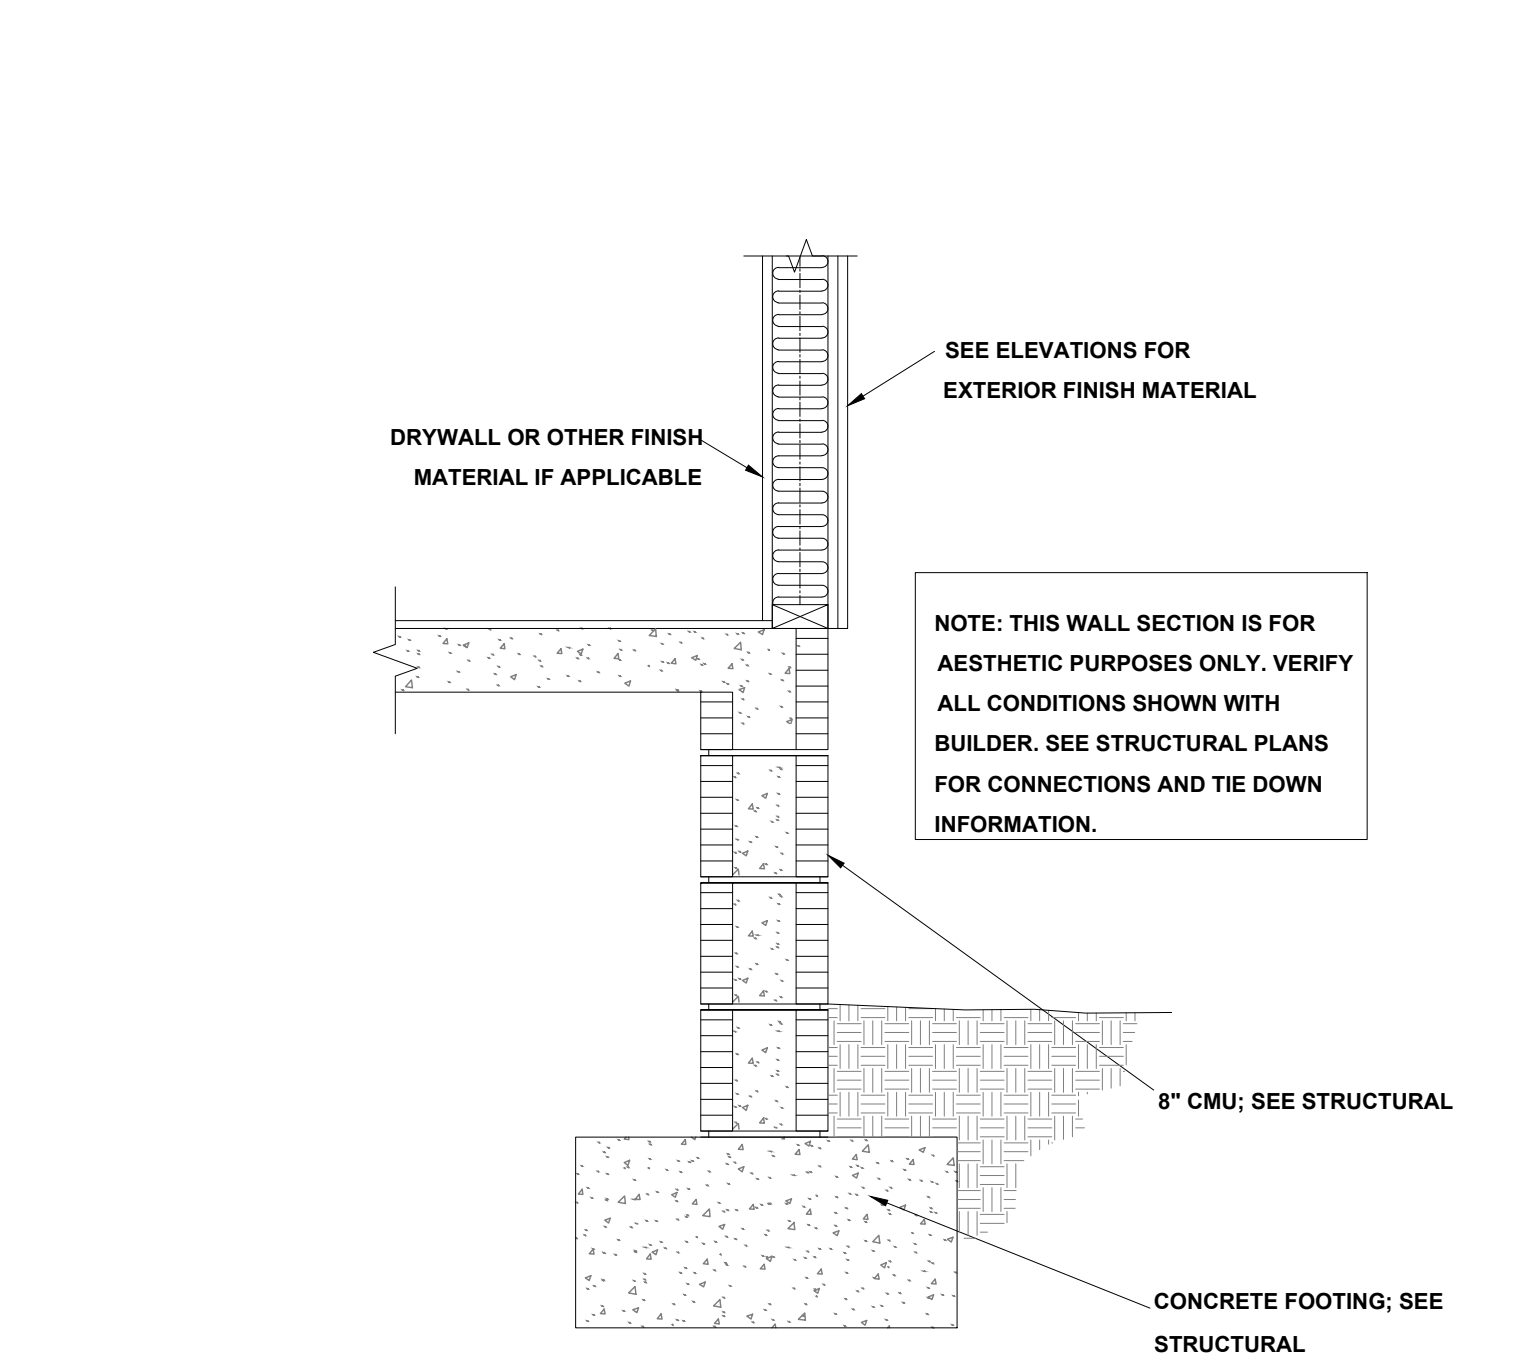 SEE ELEVATIONS FOR
EXTERIOR FINISH MATERIAL
DRYWALL OR OTHER FINISH
MATERIAL IF APPLICABLE
NOTE: THIS WALL SECTION IS FOR
AESTHETIC PURPOSES ONLY. VERIFY
ALL CONDITIONS SHOWN WITH
BUILDER. SEE STRUCTURAL PLANS
FOR CONNECTIONS AND TIE DOWN
INFORMATION.
8" CMU; SEE STRUCTURAL
CONCRETE FOOTING; SEE
STRUCTURAL